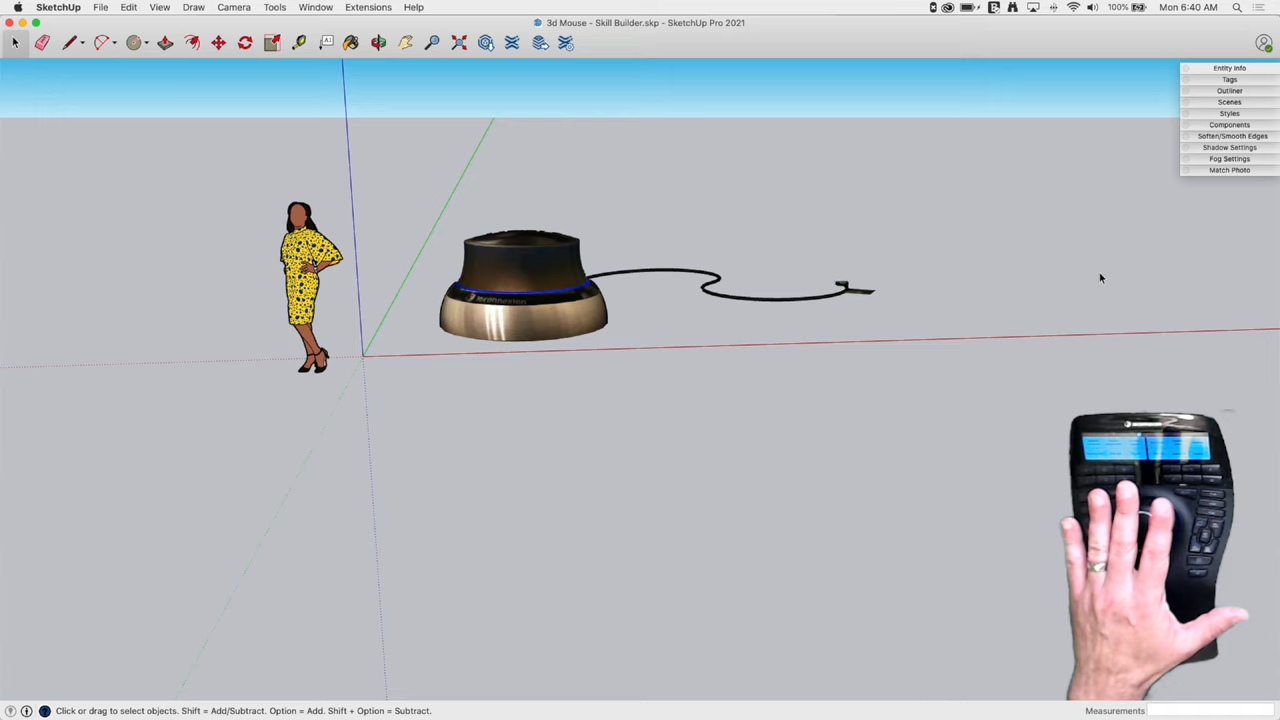 SketchUp File Edit View Draw Camera Tools Window Extensions Help 100% Mon 6:40 AM
3d Mouse - Skill Builder.skp - SketchUp Pro 2021
A1
Entity Info
Tags
Outliner
Scenes
Styles
Components
Soften/Smooth Edges
Shadow Settings
Fog Settings
Match Photo
3connexion
Click or drag to select objects. Shift = Add/Subtract. Option = Add. Shift + Option = Subtract.
Measurements